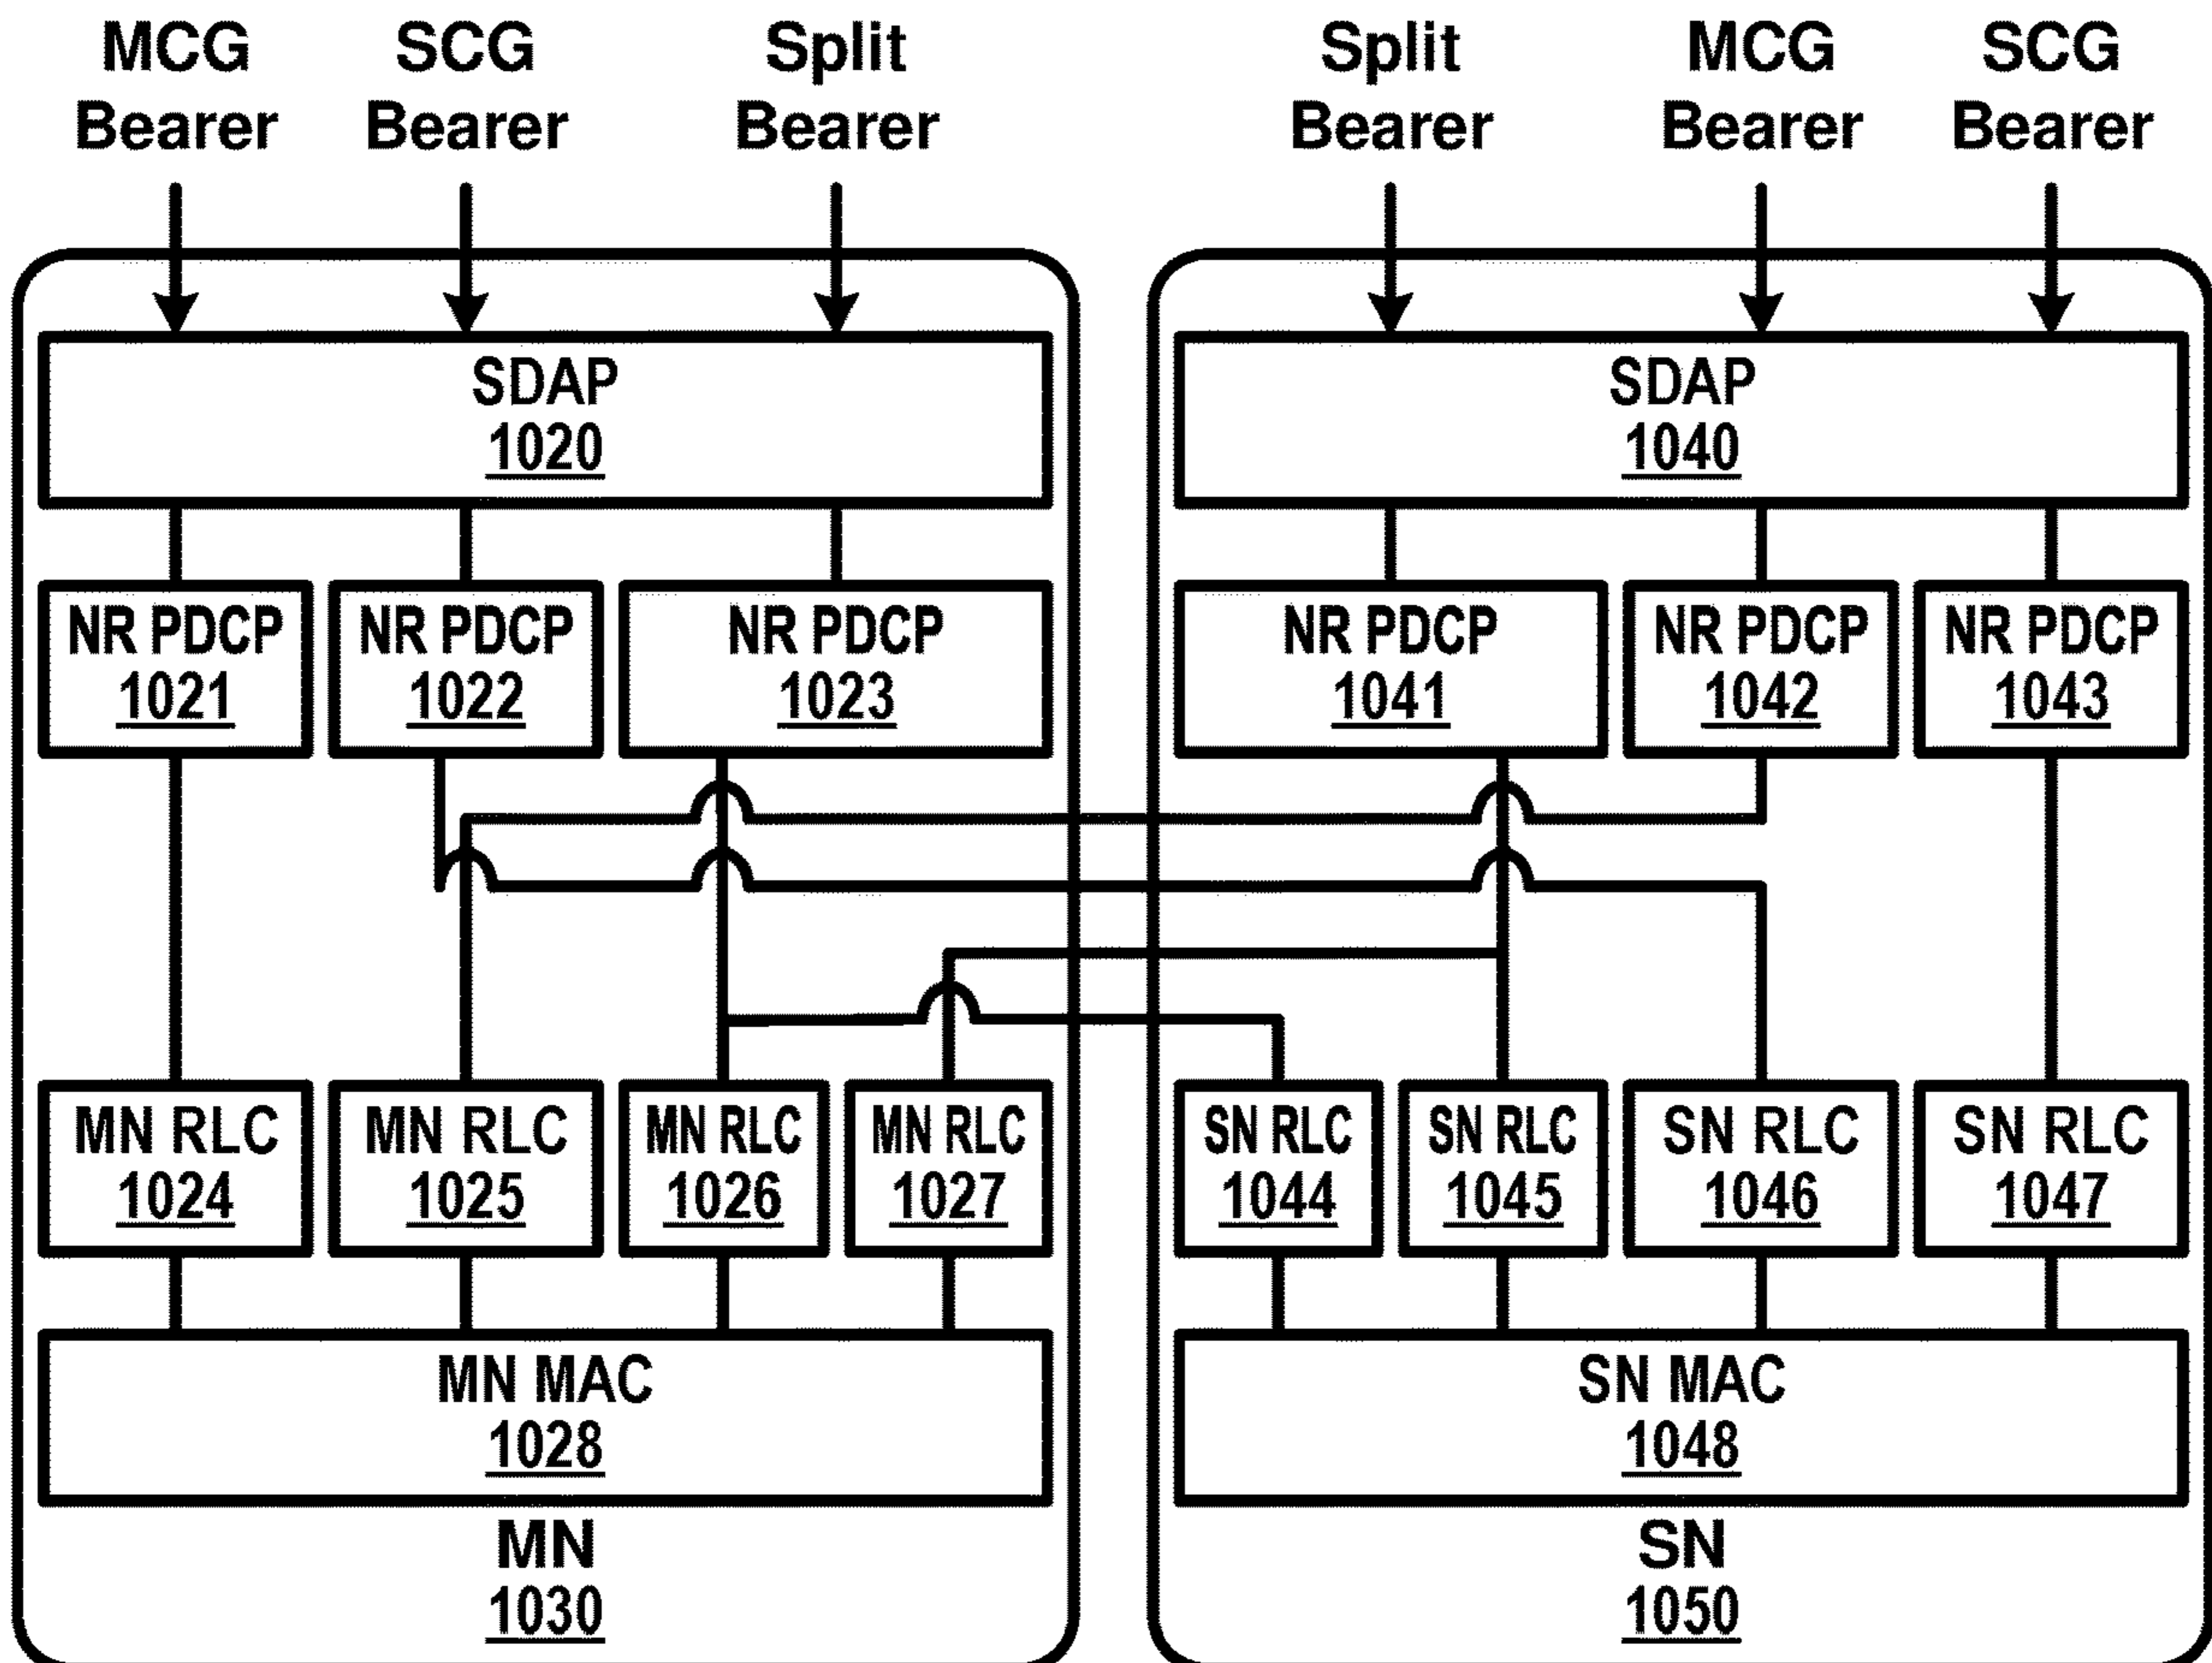 MCG
Bearer
SCG
Bearer
Split
Bearer
Split
Bearer
MCG
Bearer
SCG
Bearer
SDAP
1020
SDAP
1040
NR PDCP
1021
NR PDCP
1022
NR PDCP
1023
NR PDCP
1041
NR PDCP
1042
NR PDCP
1043
MN RLC
1024
MN RLC
1025
MN RLC
1026
MN RLC
1027
SN RLC
1044
SN RLC
1045
SN RLC
1046
SN RLC
1047
MN MAC
1028
SN MAC
1048
MN
1030
SN
1050